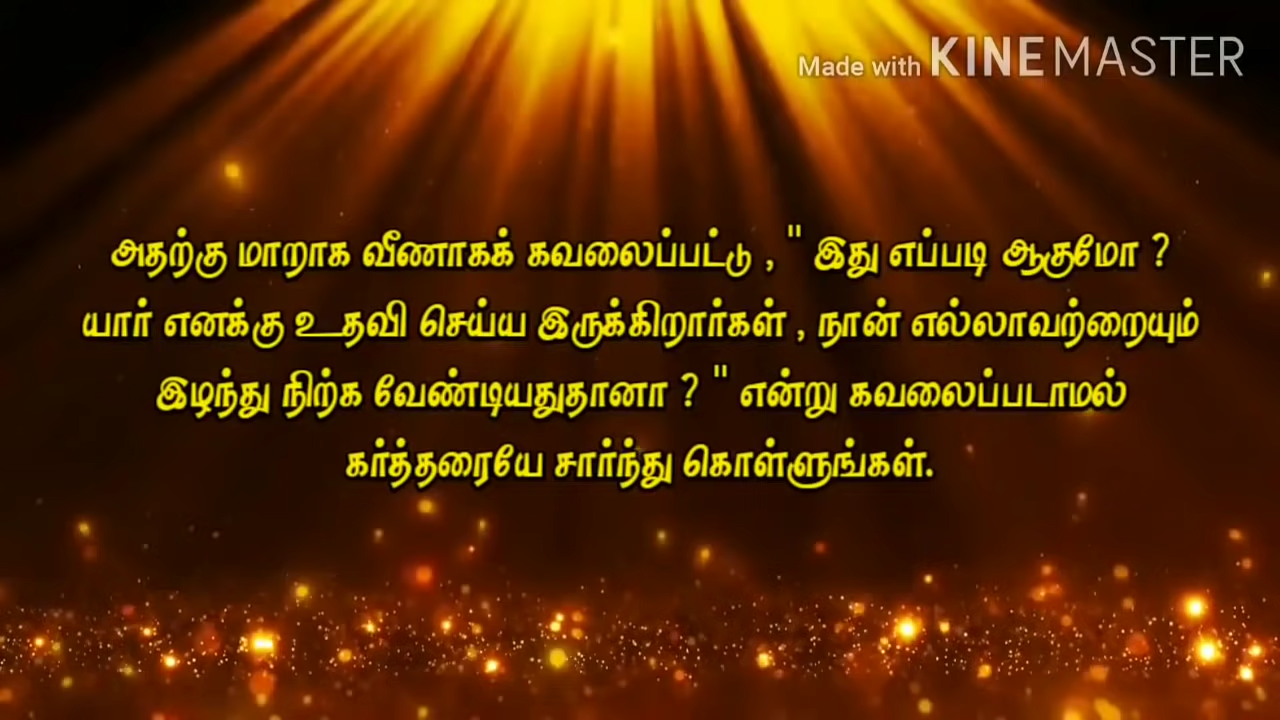 Made with KINEMASTER
அதற்கு மாறாக வீணாகக் கவலைப்பட்டு , " இது எப்படி ஆகுமோ ?
யார் எனக்கு உதவி செய்ய இருக்கிறார்கள் , நான் எல்லாவற்றையும்
இழந்து நிற்க வேண்டியதுதானா ? " என்று கவலைப்படாமல்
கர்த்தரையே சார்ந்து கொள்ளுங்கள்.